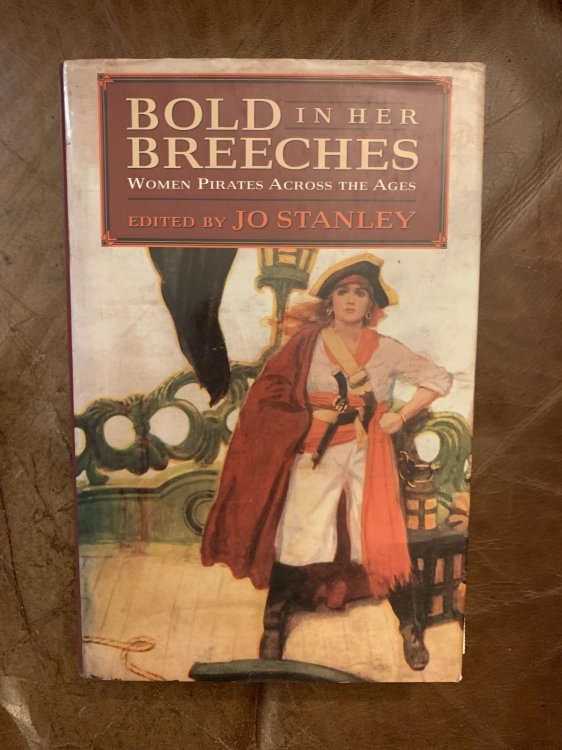 BOLD IN HER
BREECHES
WOMEN PIRATES ACROSS THE AGES
EDITED BY JO STANLEY